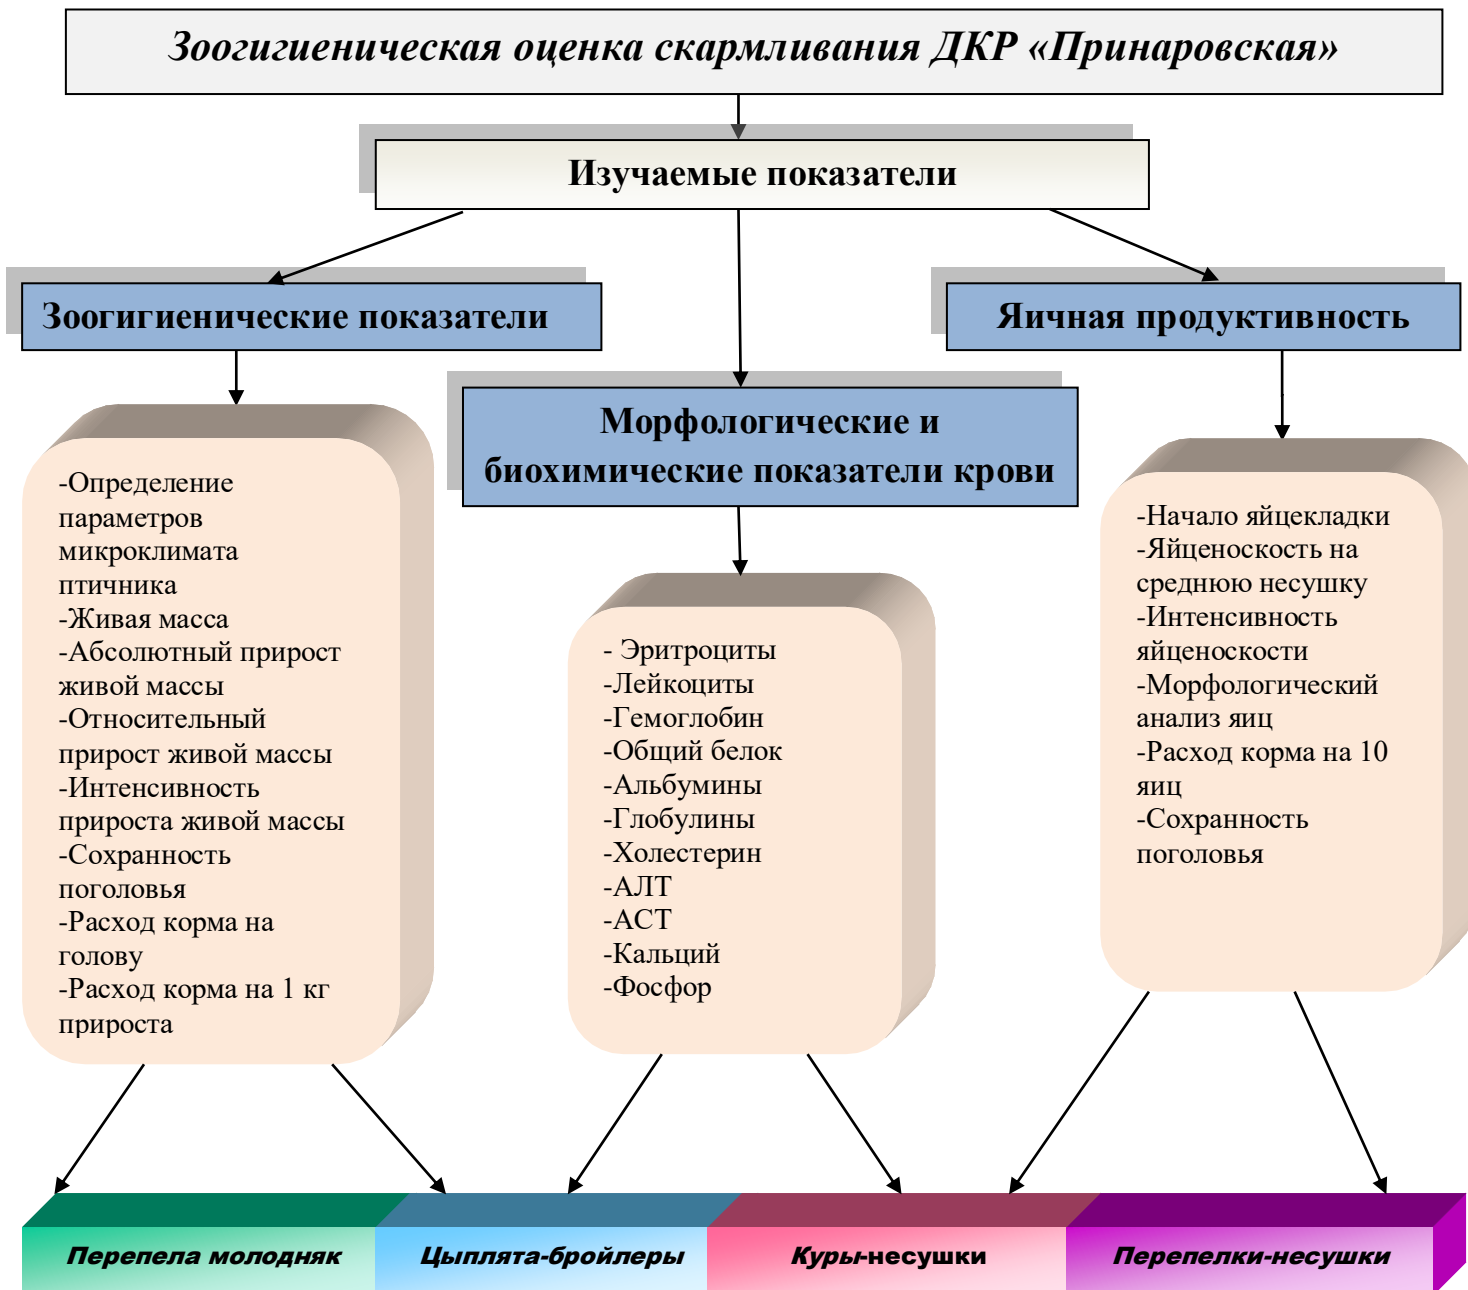 Зоогигиеническая оценка скармливания ДКР «Принаровская»
Изучаемые показатели
Зоогигиенические показатели
Яичная продуктивность
Морфологические и
биохимические показатели крови
-Определение
параметров
микроклимата
птичника
-Живая масса
-Абсолютный прирост
живой массы
-Относительный
прирост живой массы
-Интенсивность
прироста живой массы
-Сохранность
поголовья
-Расход корма на
голову
-Расход корма на 1 кг
прироста
- Эритроциты
-Лейкоциты
-Гемоглобин
-Общий белок
-Альбумины
-Глобулины
-Холестерин
-АЛТ
-АСТ
-Кальций
-Фосфор
-Начало яйцекладки
-Яйценоскость на
среднюю несушку
-Интенсивность
яйценоскости
-Морфологический
анализ яиц
-Расход корма на 10
яиц
-Сохранность
поголовья
Перепела молодняк
Цыплята-бройлеры
Куры-несушки
Перепелки-несушки